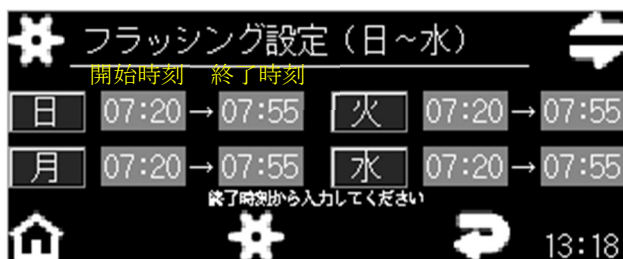 フラッシング設定（日～水）
開始時刻 終了時刻
日 07:20→07:55 火 07:20→07:55
月 07:20→07:55 水 07:20→07:55
終了時刻から入力してください
13:18